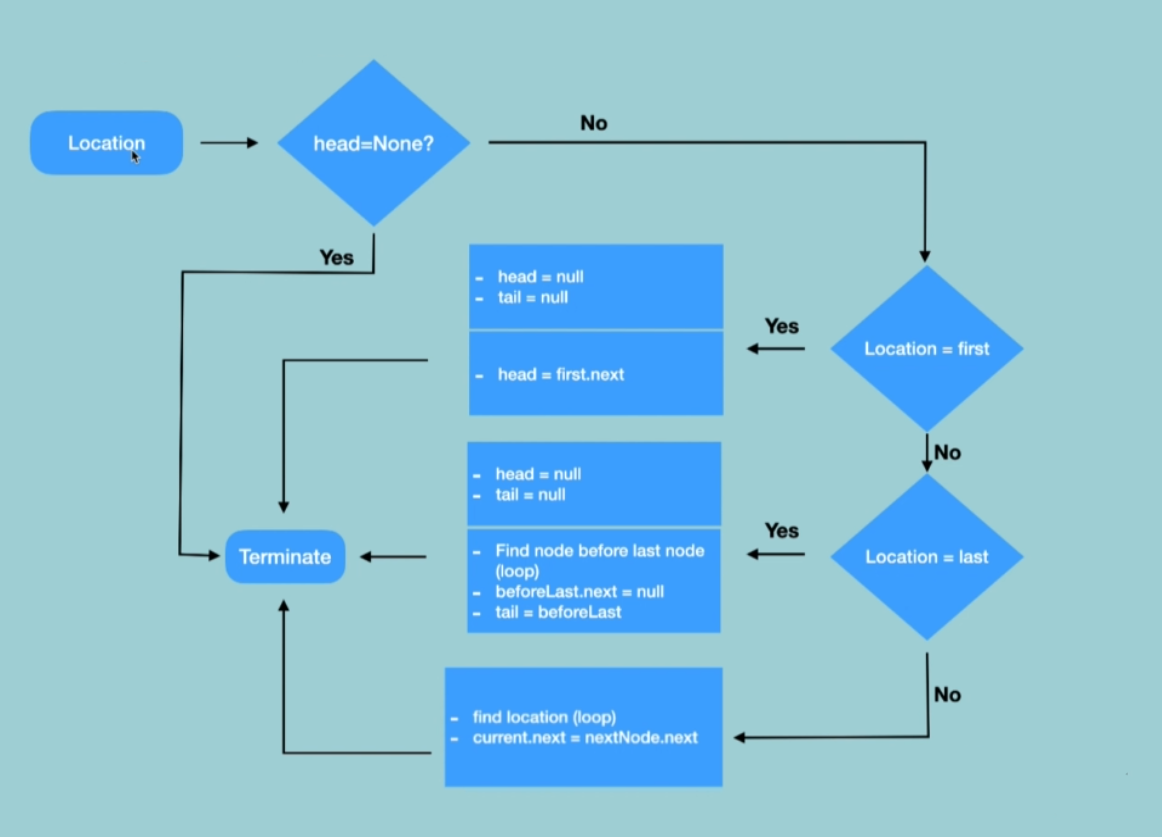 Location
head=None?
No
Yes
- head = null
- tail = null
- head = first.next
Yes
Location = first
No
- head = null
- tail = null
- Find node before last node
(loop)
- beforeLast.next = null
- tail = beforeLast
Yes
Location = last
Terminate
No
- find location (loop)
- current.next = nextNode.next